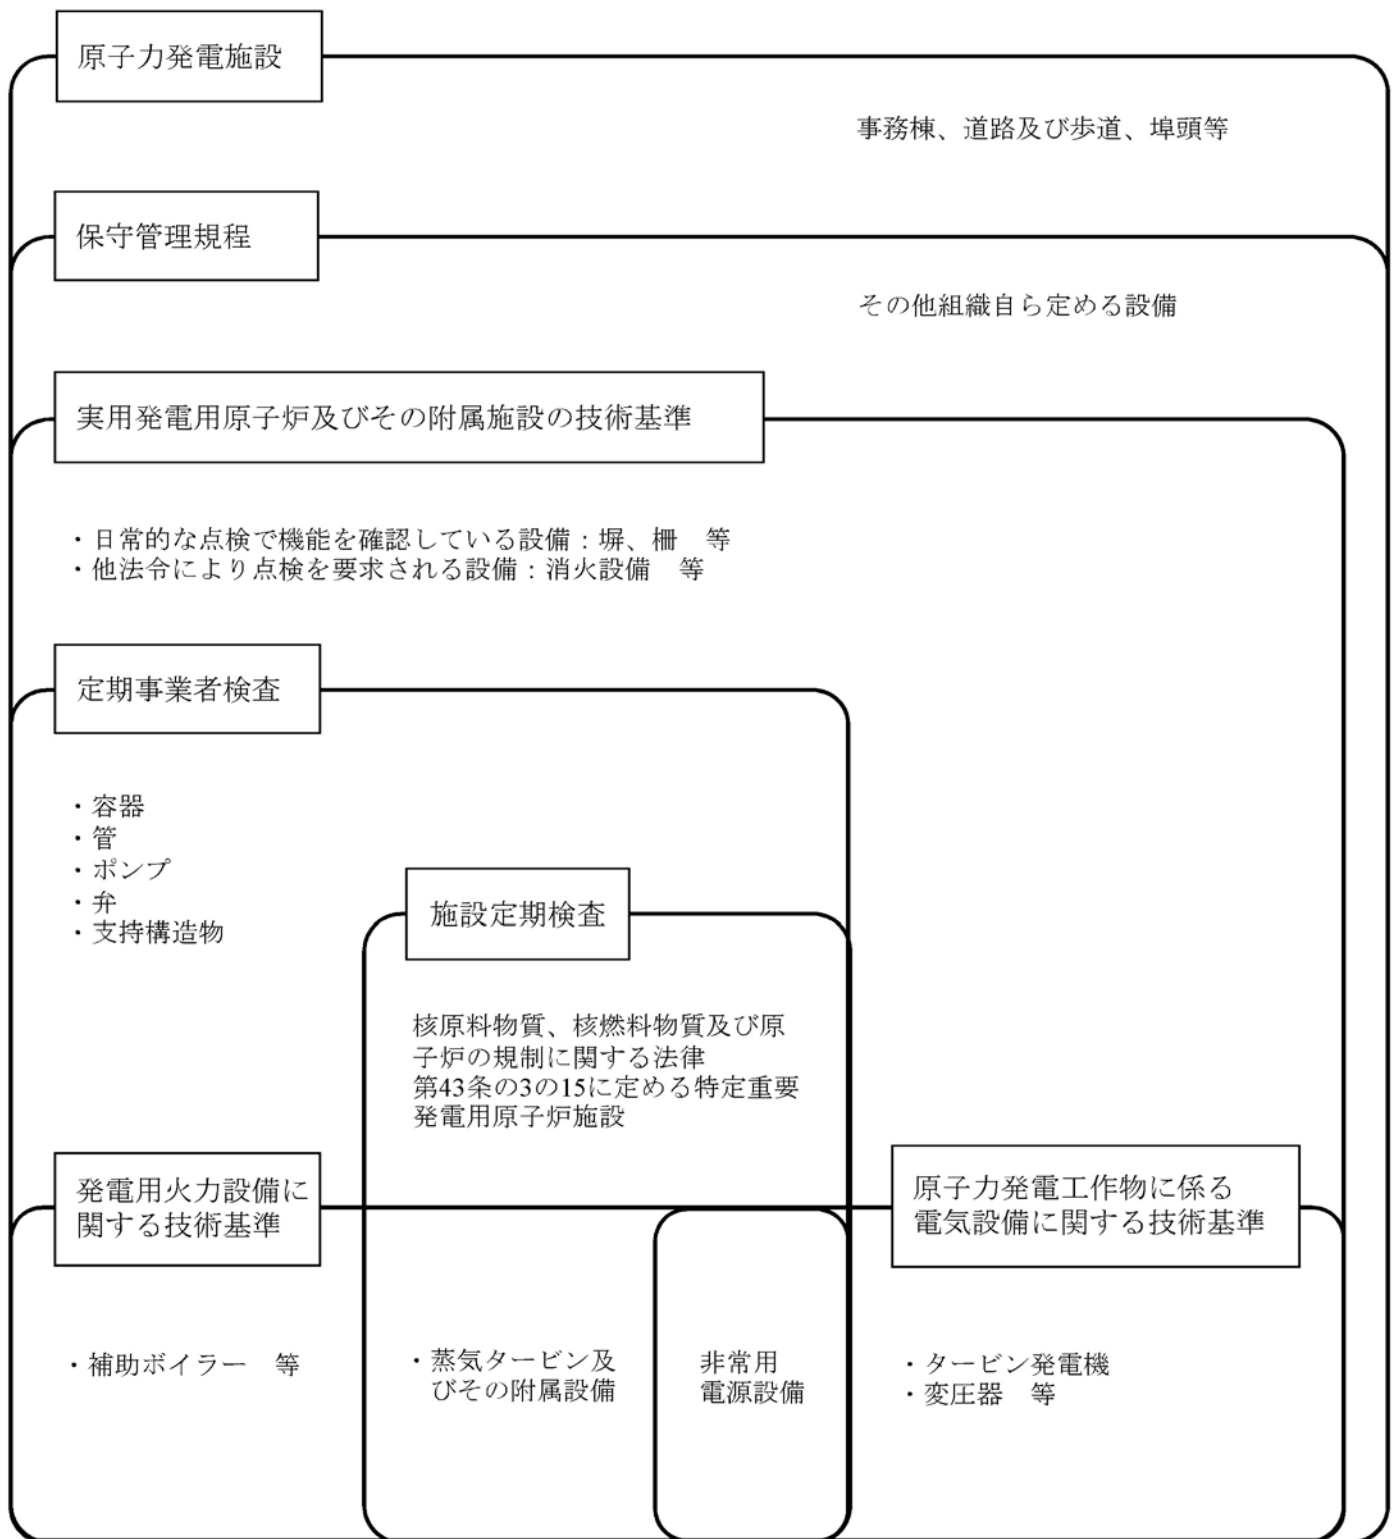 原子力発電施設
事務棟、道路及び歩道、埠頭等
保守管理規程
その他組織自ら定める設備
実用発電用原子炉及びその附属施設の技術基準
・日常的な点検で機能を確認している設備：塀、柵　等
・他法令により点検を要求される設備：消火設備　等
定期事業者検査
・容器
・管
・ポンプ
・弁
・支持構造物
施設定期検査
核原料物質、核燃料物質及び原
子炉の規制に関する法律
第43条の3の15に定める特定重要
発電用原子炉施設
発電用火力設備に
関する技術基準
原子力発電工作物に係る
電気設備に関する技術基準
・補助ボイラー　等
・蒸気タービン及
びその附属設備
非常用
電源設備
・タービン発電機
・変圧器　等